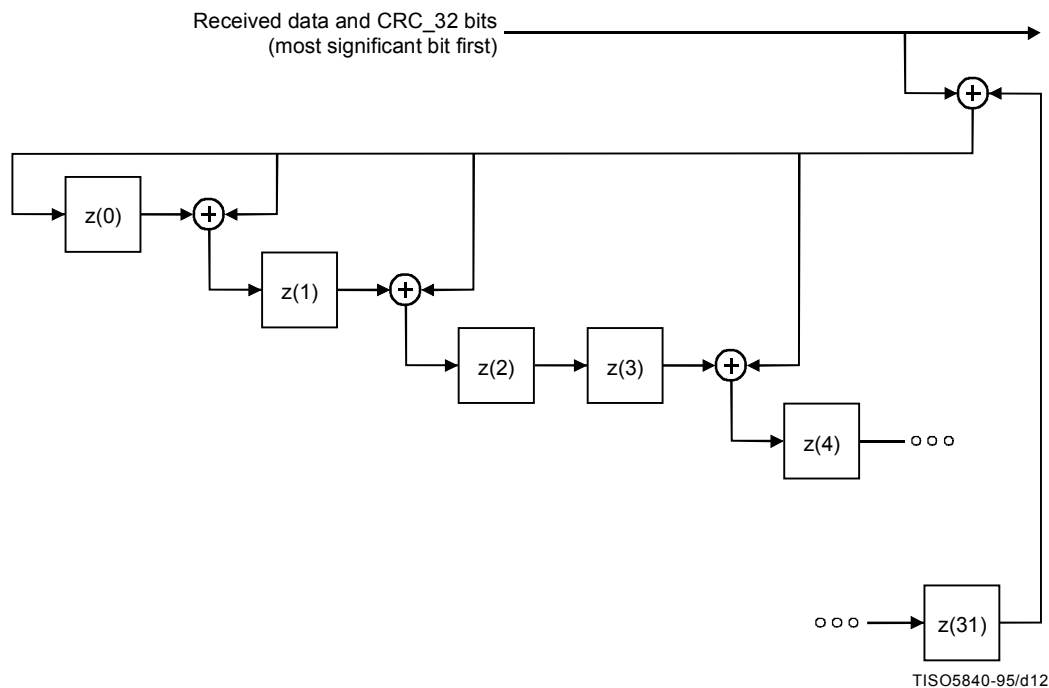 Received data and CRC_32 bits
(most significant bit first)
z(0)
z(1)
z(2)
z(3)
z(4)
z(31)
TISO5840-95/d12